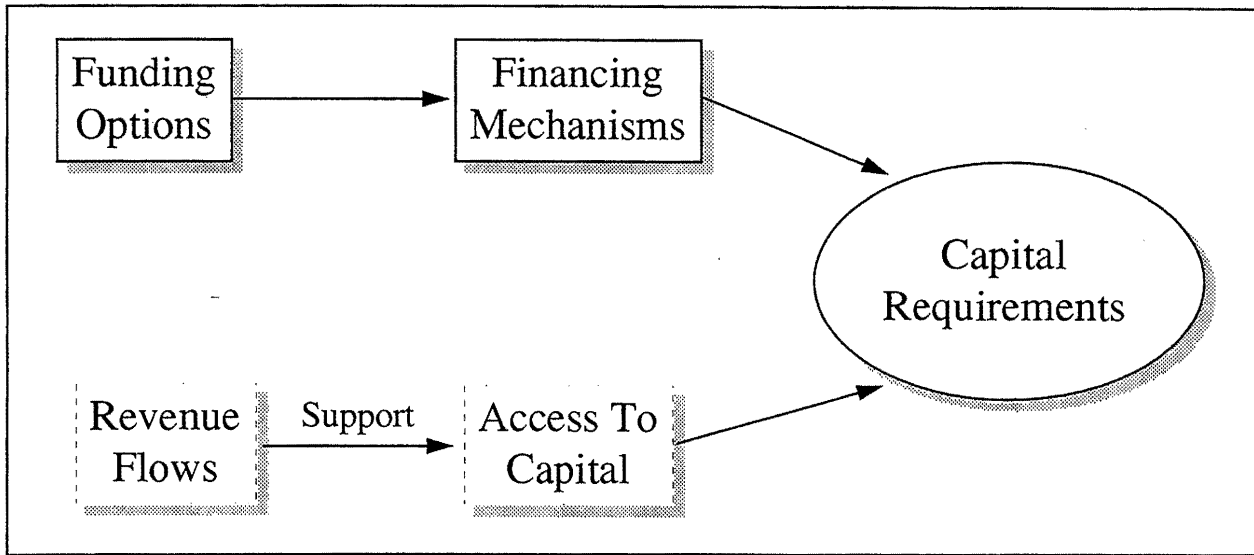 Funding
Options
Financing
Mechanisms
Capital
Requirements
Revenue
Flows
Support
Access To
Capital